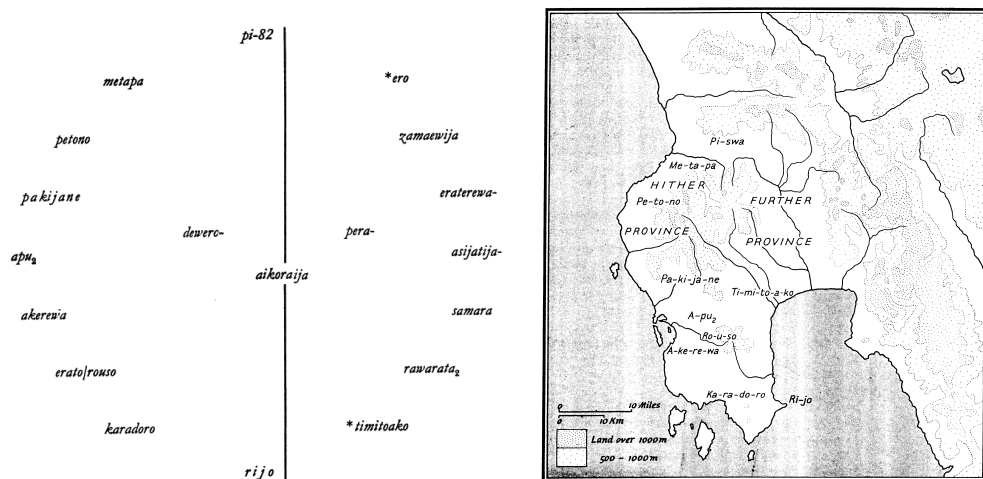 pi-82
metapa
*ero
petono
zamaewija
pakijane
eraterewa-
dewero-
pera-
apu₂
asijatija-
aikoraija
akerewa
samara
erato/rouso
rawarata₂
karadoro
*timitoako
rijo
Pi-swa
Me-ta-pa
HITHER
Pe-to-no
FURTHER
PROVINCE
PROVINCE
Pa-ki-ja-ne
Ti-mi-to-a-ko
A-pu₂
Ro-u-so
A-ke-re-wa
Ka-ra-do-ro
Ri-jo
0 10 Miles
0 10 Km
Land over 1000m
500 - 1000m